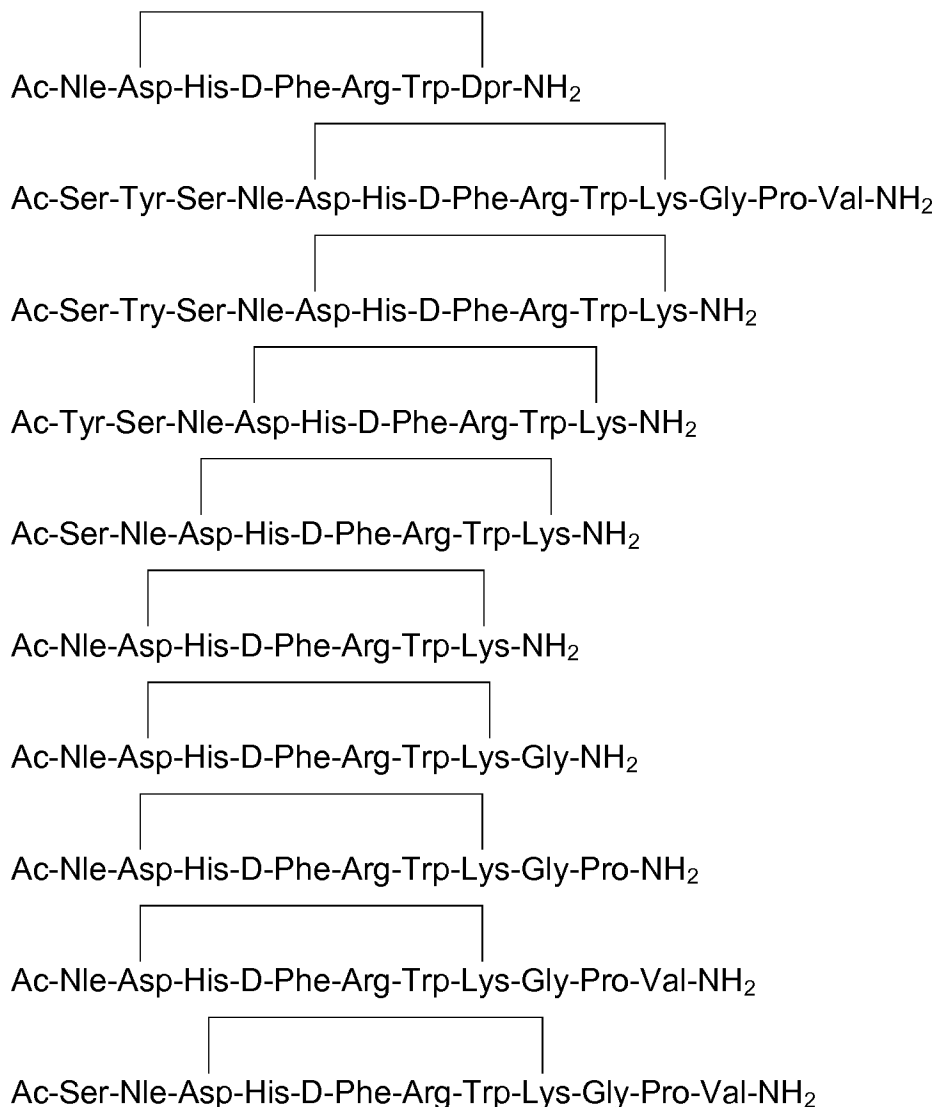 Ac-Nle-Asp-His-D-Phe-Arg-Trp-Dpr-NH₂
Ac-Ser-Tyr-Ser-Nle-Asp-His-D-Phe-Arg-Trp-Lys-Gly-Pro-Val-NH₂
Ac-Ser-Try-Ser-Nle-Asp-His-D-Phe-Arg-Trp-Lys-NH₂
Ac-Tyr-Ser-Nle-Asp-His-D-Phe-Arg-Trp-Lys-NH₂
Ac-Ser-Nle-Asp-His-D-Phe-Arg-Trp-Lys-NH₂
Ac-Nle-Asp-His-D-Phe-Arg-Trp-Lys-NH₂
Ac-Nle-Asp-His-D-Phe-Arg-Trp-Lys-Gly-NH₂
Ac-Nle-Asp-His-D-Phe-Arg-Trp-Lys-Gly-Pro-NH₂
Ac-Nle-Asp-His-D-Phe-Arg-Trp-Lys-Gly-Pro-Val-NH₂
Ac-Ser-Nle-Asp-His-D-Phe-Arg-Trp-Lys-Gly-Pro-Val-NH₂